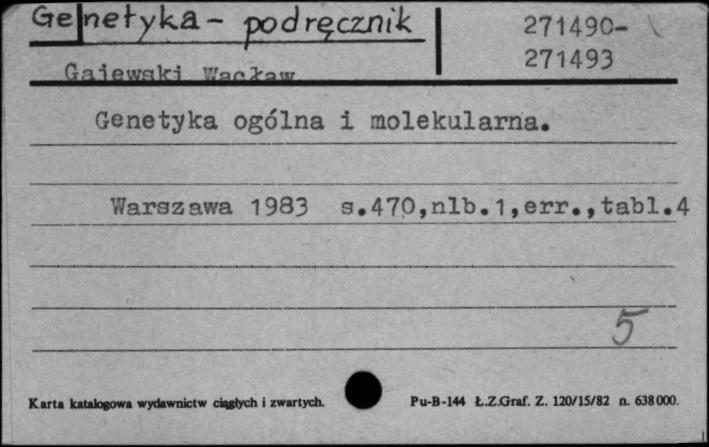 Genetyka - podręcznik
271490-
271493
Gajewski Wacław
Genetyka ogólna i molekularna.
Warszawa 1983 s.470,nlb.1,err.,tabl.4
5
Karta katalogowa wydawnictw ciągłych i zwartych.
Pu-B-144 Ł.Z.Graf. Z. 120/15/82 n. 638000.